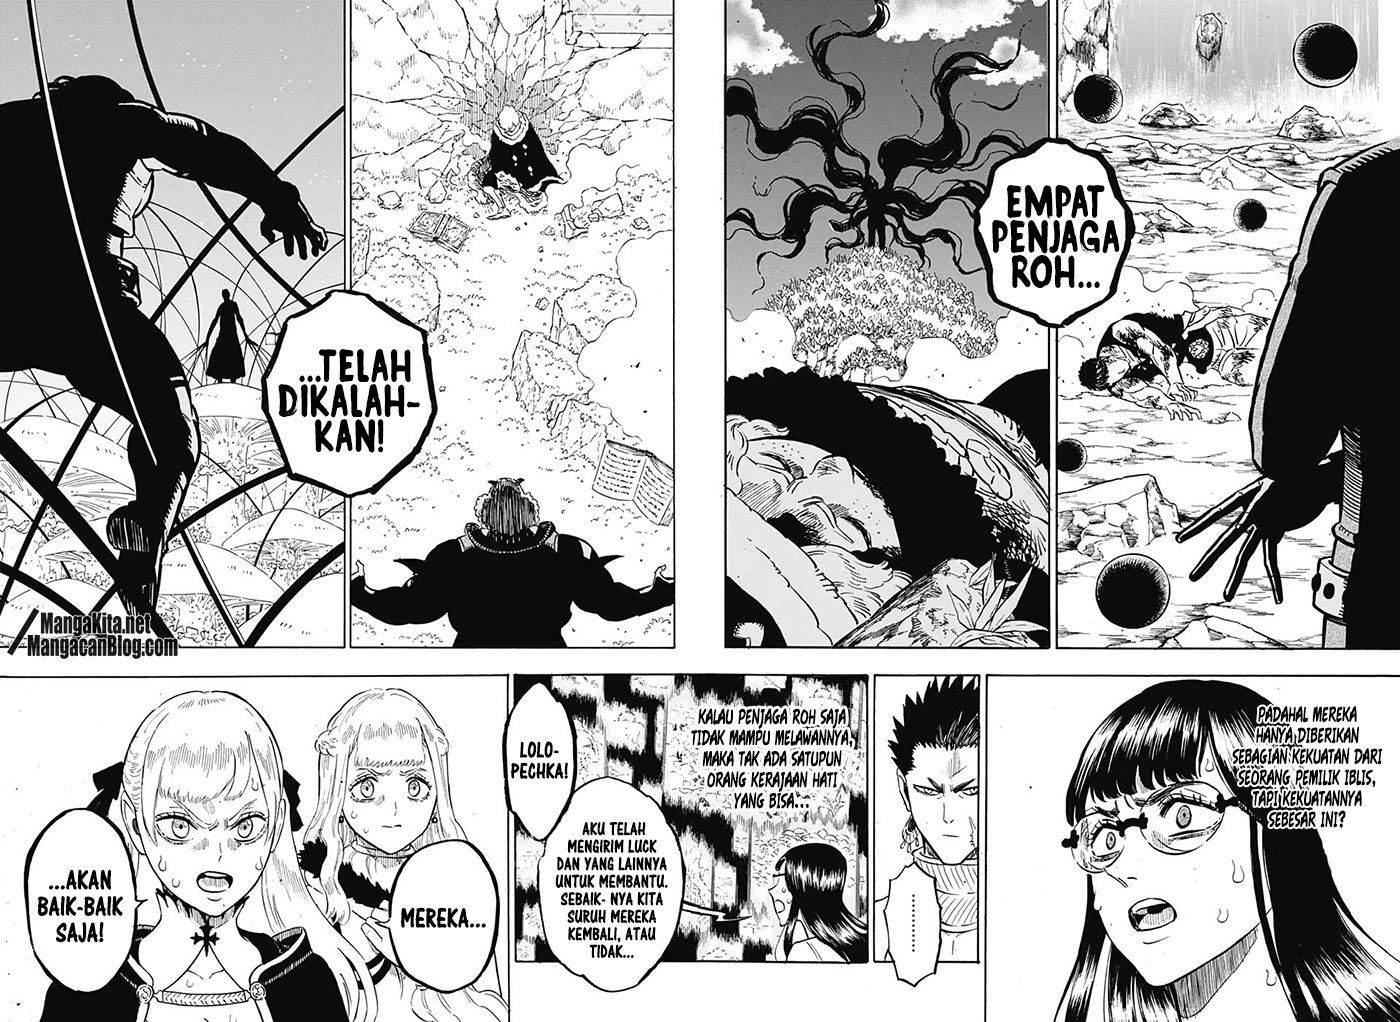 EMPAT
PENJAGA
ROH...
...TELAH
DIKALAH-
KAN!
MangaKita.net
MangacanBlog.com
PADAHAL MEREKA
HANYA DIBERIKAN
SEBAGIAN KEKUATAN DARI
SEORANG PEMILIK IBLIS,
TAPI KEKUATANNYA
SEBESAR INI?
..........
KALAU PENJAGA ROH SAJA
TIDAK MAMPU MELAWANNYA,
MAKA TAK ADA SATUPUN
ORANG KERAJAAN HATI
YANG BISA...
LOLO-
PECHKA!
AKU TELAH
MENGIRIM LUCK
DAN YANG LAINNYA
UNTUK MEMBANTU.
SEBAIK- NYA KITA
SURUH MEREKA
KEMBALI, ATAU
TIDAK...
MEREKA...
...AKAN
BAIK-BAIK
SAJA!